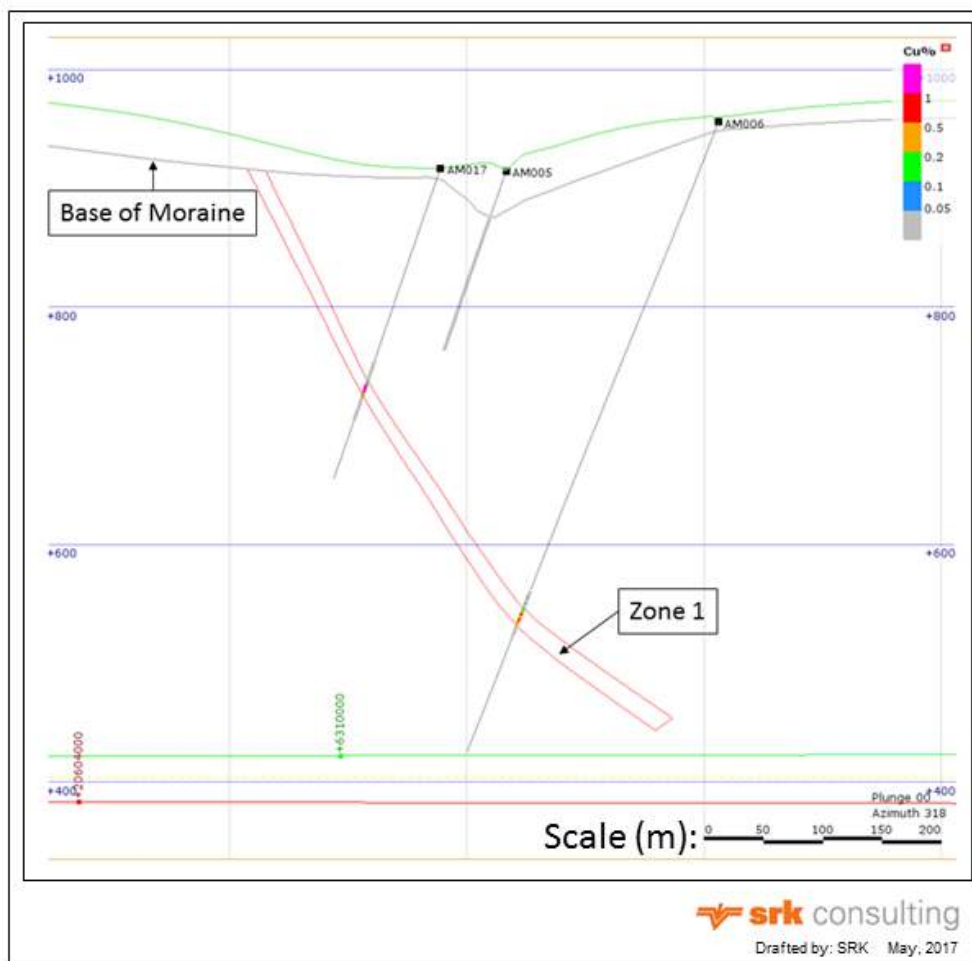 Cu%
+1000
+1000
1
0.5
0.2
0.1
0.05
AM006
AM017
AM005
Base of Moraine
+800
+800
+600
+600
Zone 1
+6310000
+20604000
+400
+400
Plunge 00
Azimuth 318
Scale (m): 0 50 100 150 200
srk consulting
Drafted by: SRK May, 2017